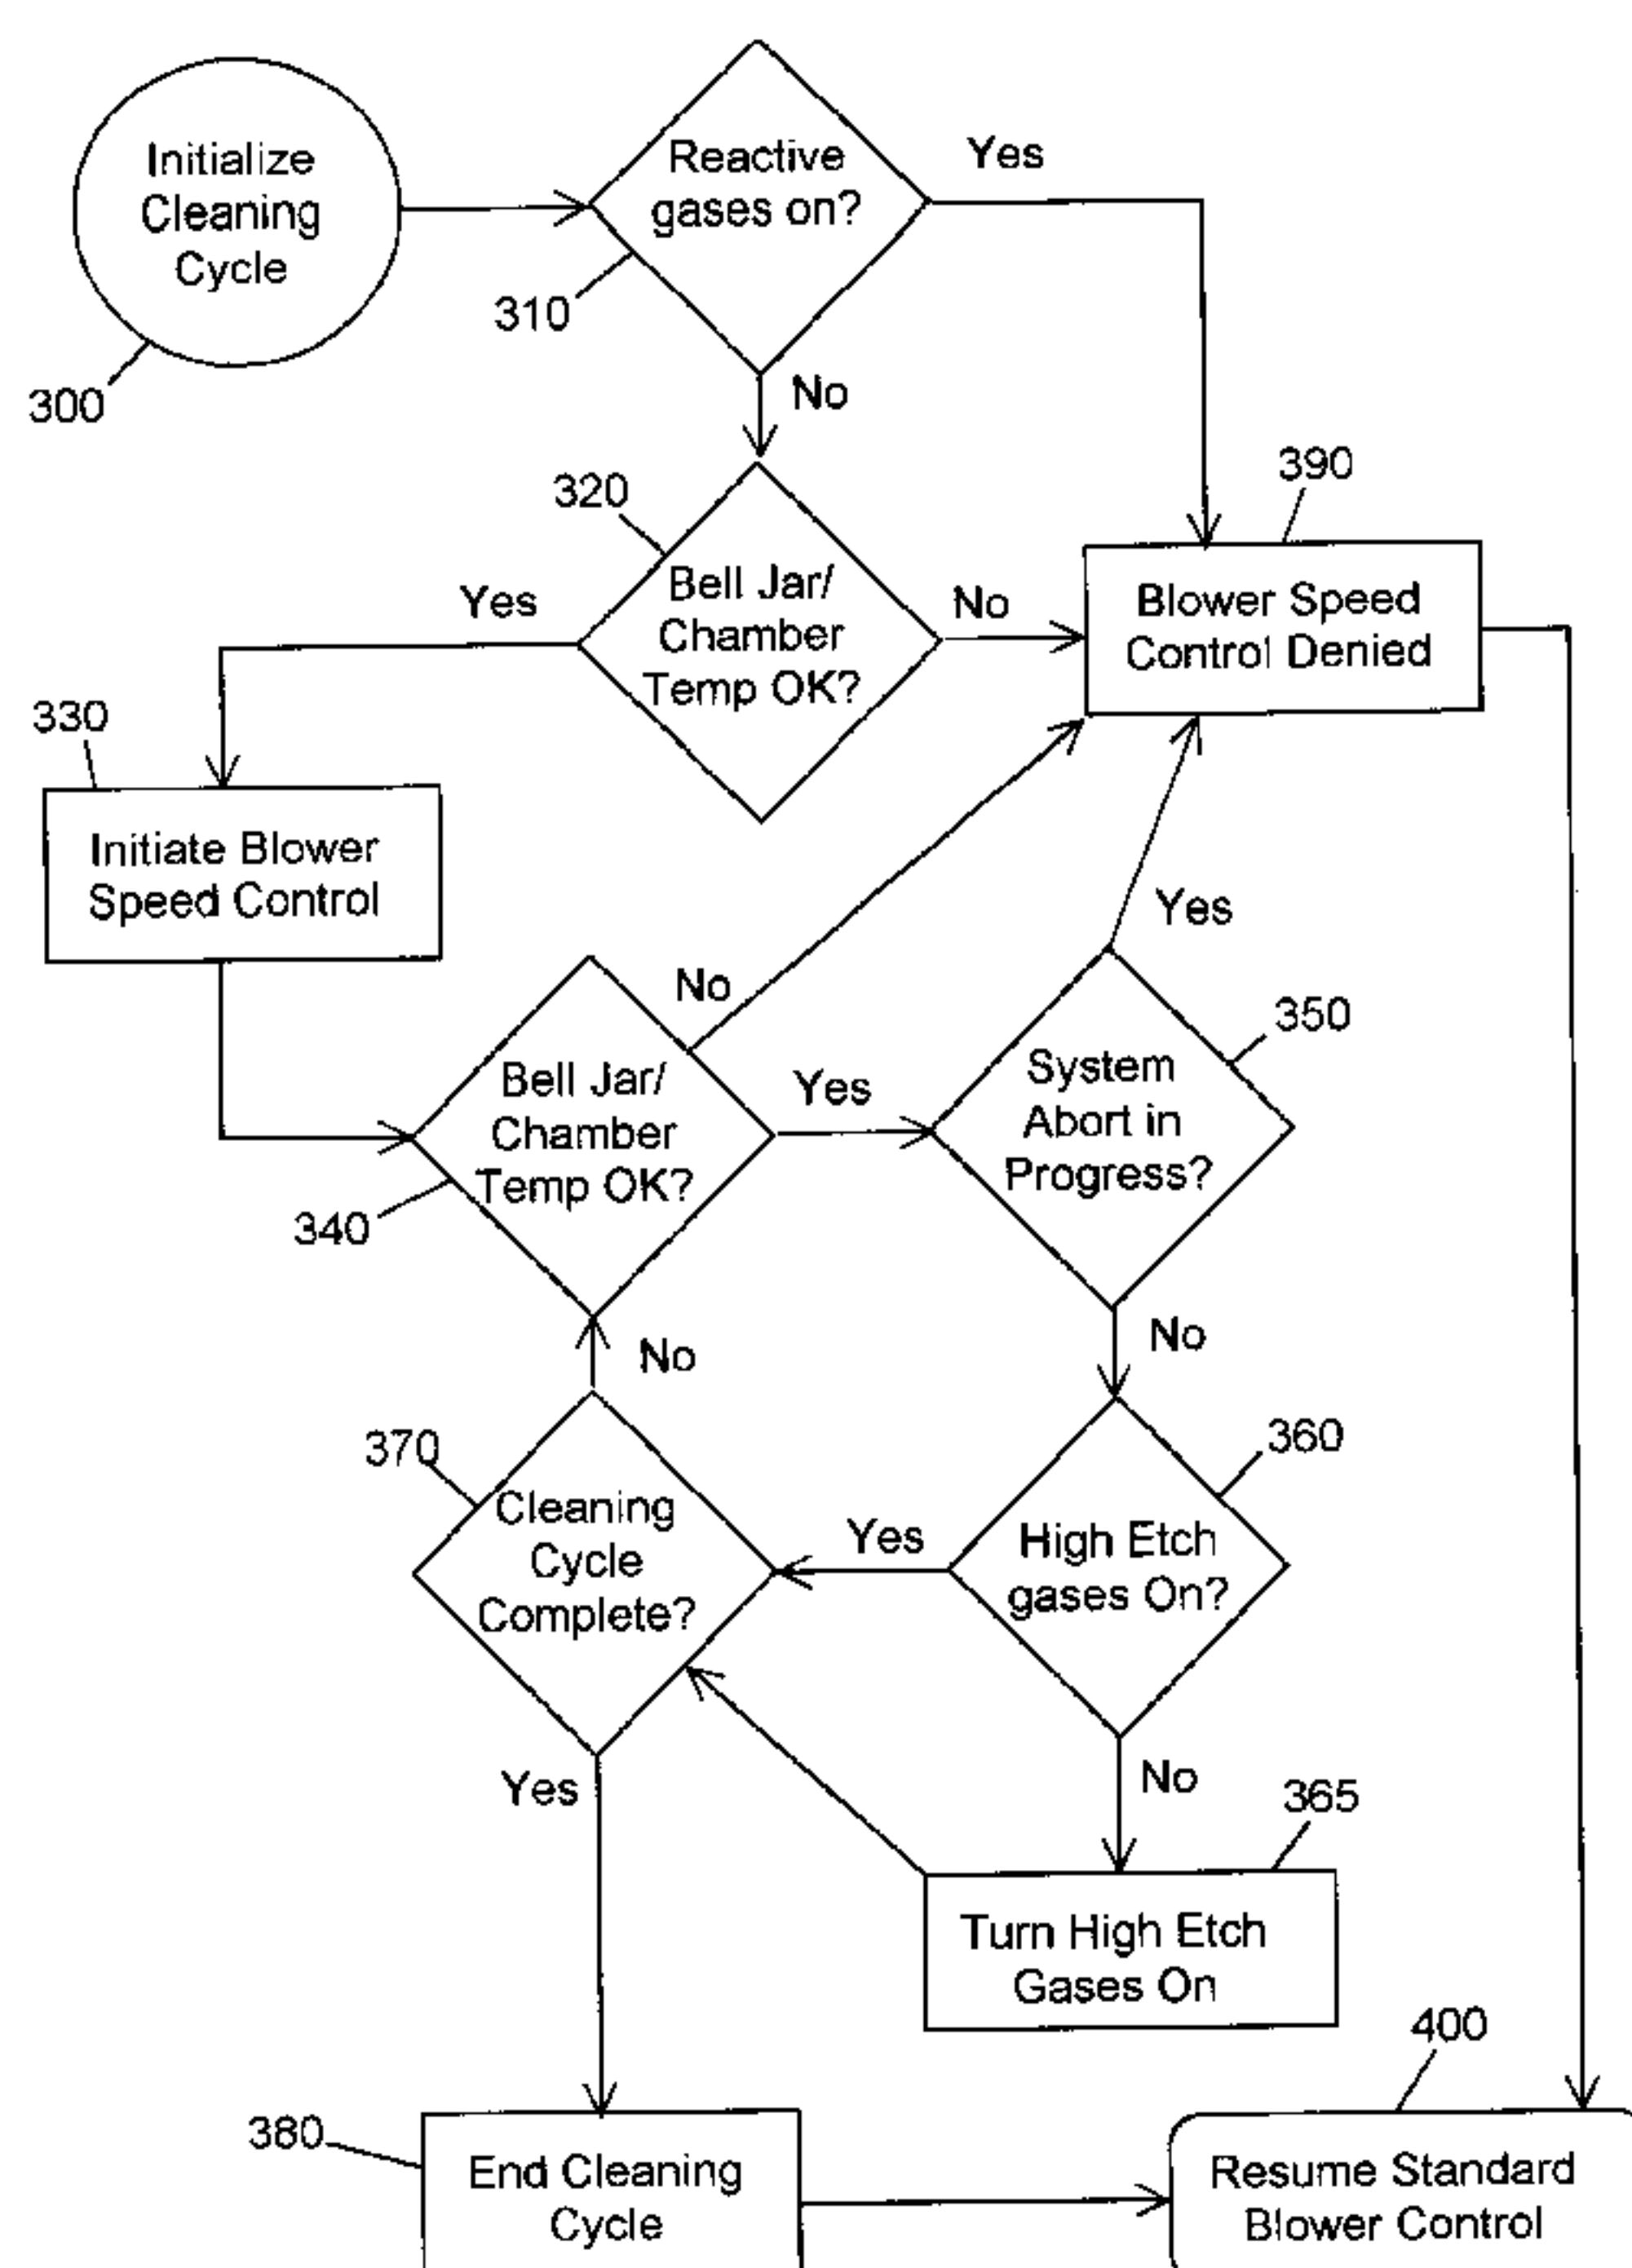 Initialize
Cleaning
Cycle
300
Reactive
gases on?
310
Yes
No
320
Bell Jar/
Chamber
Temp OK?
Yes
No
390
Blower Speed
Control Denied
330
Initiate Blower
Speed Control
No
Bell Jar/
Chamber
Temp OK?
340
Yes
Yes
350
System
Abort in
Progress?
No
No
370
Cleaning
Cycle
Complete?
Yes
360
High Etch
gases On?
Yes
No
365
Turn High Etch
Gases On
380
End Cleaning
Cycle
400
Resume Standard
Blower Control